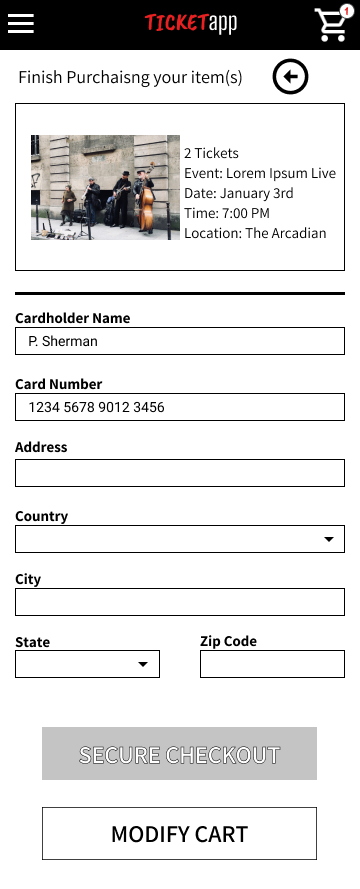 TICKETapp
1
Finish Purchaisng your item(s)
2 Tickets
Event: Lorem Ipsum Live
Date: January 3rd
Time: 7:00 PM
Location: The Arcadian
Cardholder Name
P. Sherman
Card Number
1234 5678 9012 3456
Address
Country
City
State
Zip Code
SECURE CHECKOUT
MODIFY CART